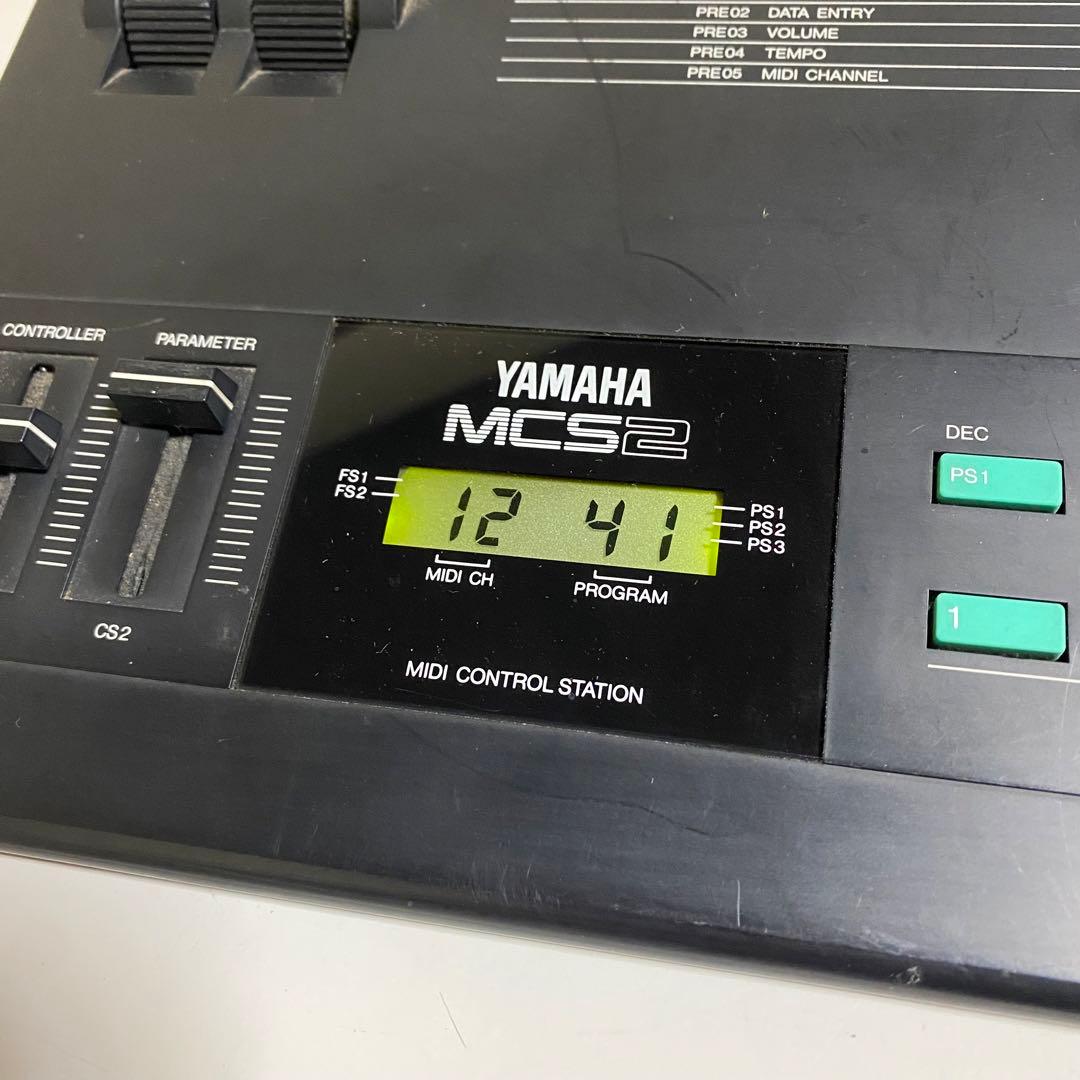 PRE02 DATA ENTRY
PRE03 VOLUME
PRE04 TEMPO
PRE05 MIDI CHANNEL
CONTROLLER
PARAMETER
CS2
YAMAHA
MCS2
FS1
FS2
12 41
PS1
PS2
PS3
MIDI CH
PROGRAM
MIDI CONTROL STATION
DEC
PS1
1